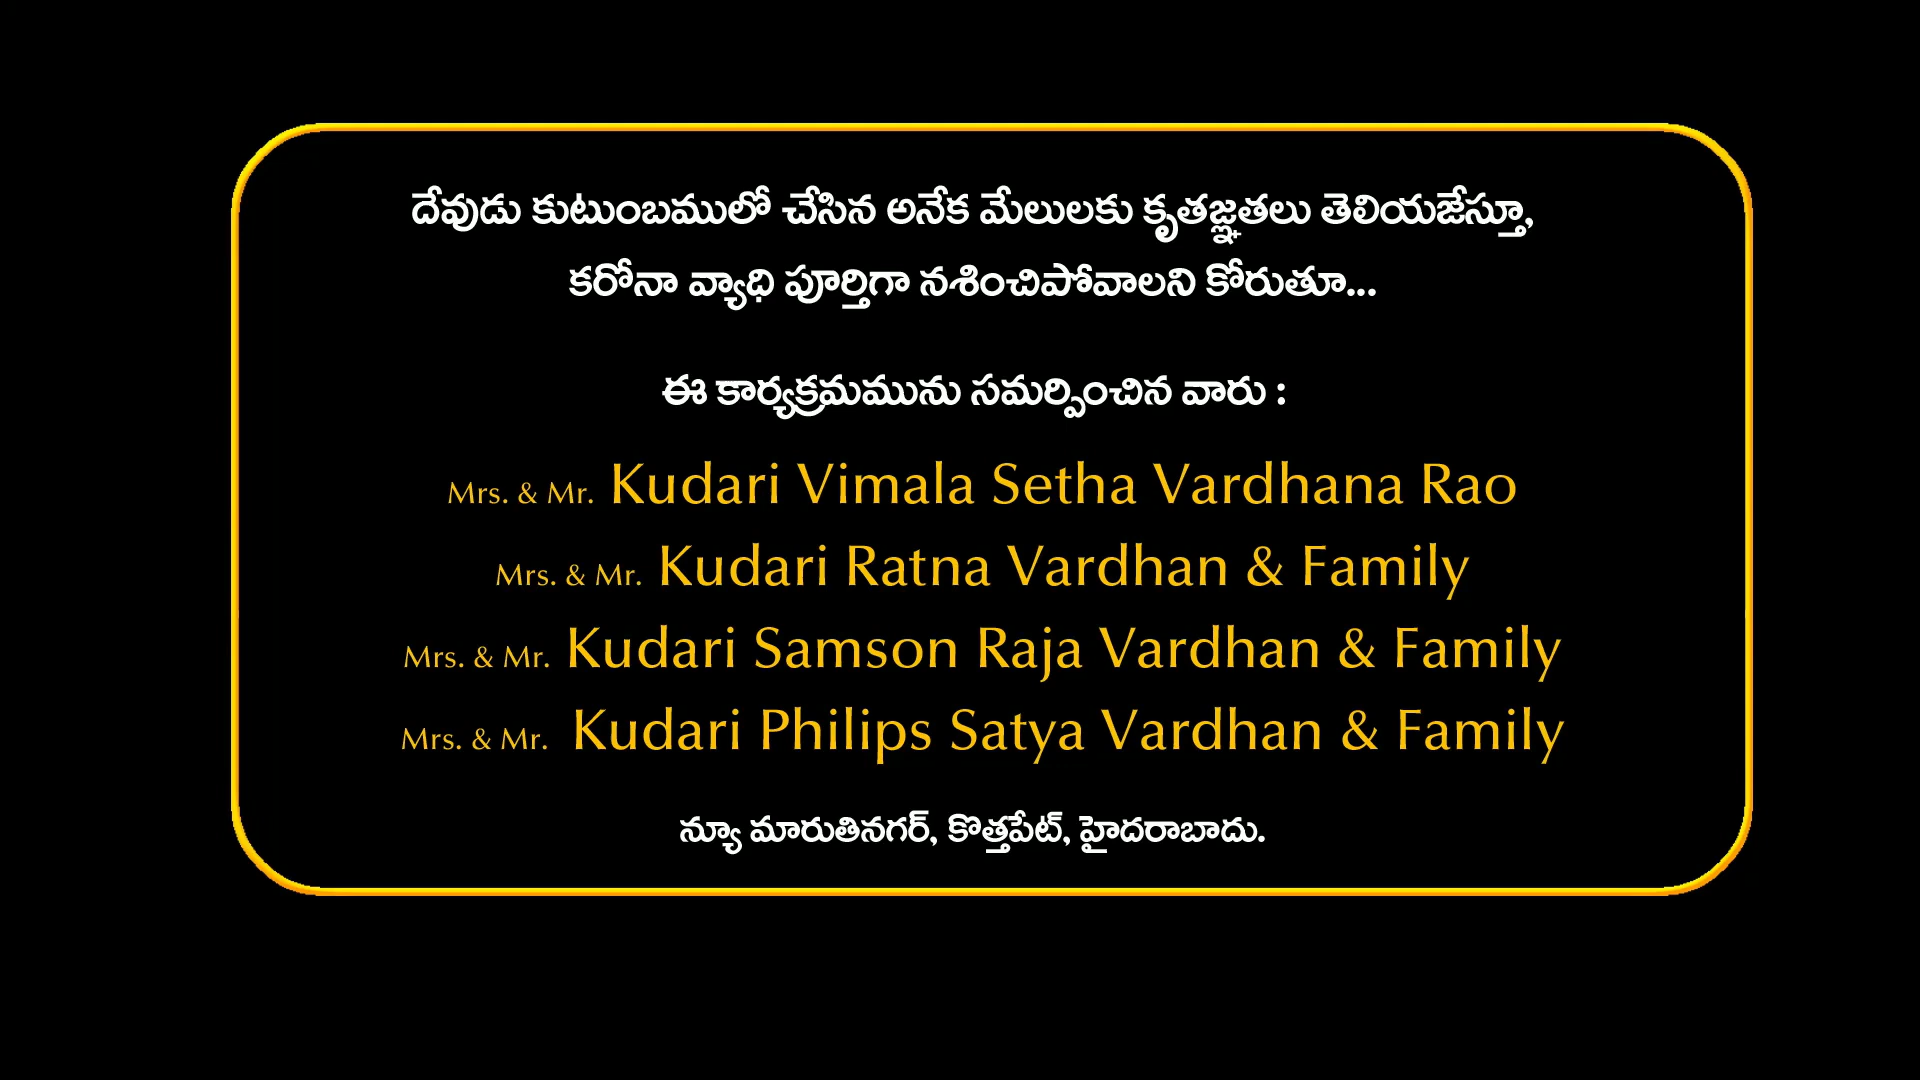 దేవుడు కుటుంబములో చేసిన అనేక మేలులకు కృతజ్ఞతలు తెలియజేస్తూ,
కరోనా వ్యాధి పూర్తిగా నశించిపోవాలని కోరుతూ...
ఈ కార్యక్రమమును సమర్పించిన వారు :
Mrs. & Mr. Kudari Vimala Setha Vardhana Rao
Mrs. & Mr. Kudari Ratna Vardhan & Family
Mrs. & Mr. Kudari Samson Raja Vardhan & Family
Mrs. & Mr. Kudari Philips Satya Vardhan & Family
న్యూ మారుతినగర్, కొత్తపేట్, హైదరాబాదు.